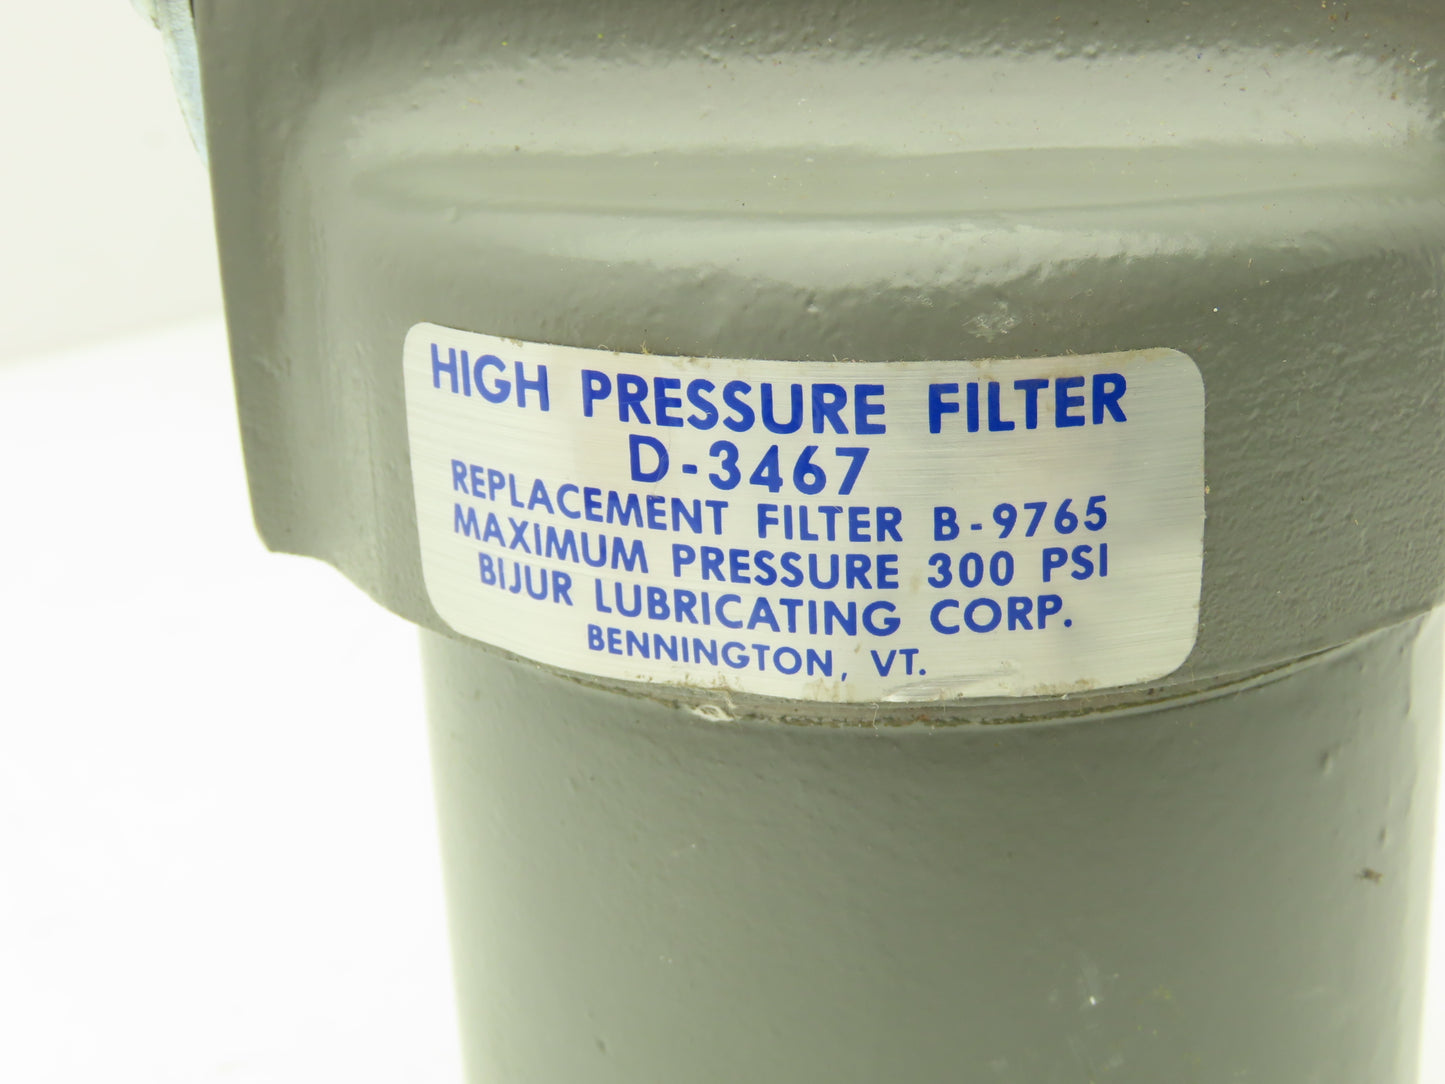 HIGH PRESSURE FILTER
D-3467
REPLACEMENT FILTER B-9765
MAXIMUM PRESSURE 300 PSI
BIJUR LUBRICATING CORP.
BENNINGTON, VT.